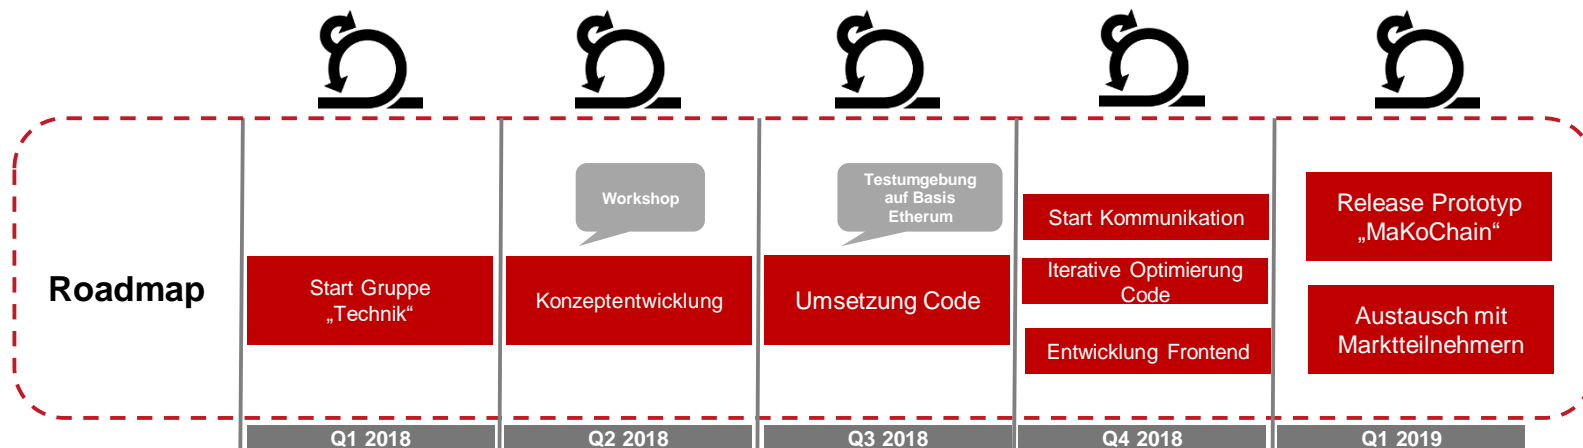 Roadmap
Start Gruppe
„Technik“
Workshop
Konzeptentwicklung
Testumgebung
auf Basis
Etherum
Umsetzung Code
Start Kommunikation
Iterative Optimierung
Code
Entwicklung Frontend
Release Prototyp
„MaKoChain“
Austausch mit
Marktteilnehmern
Q1 2018
Q2 2018
Q3 2018
Q4 2018
Q1 2019